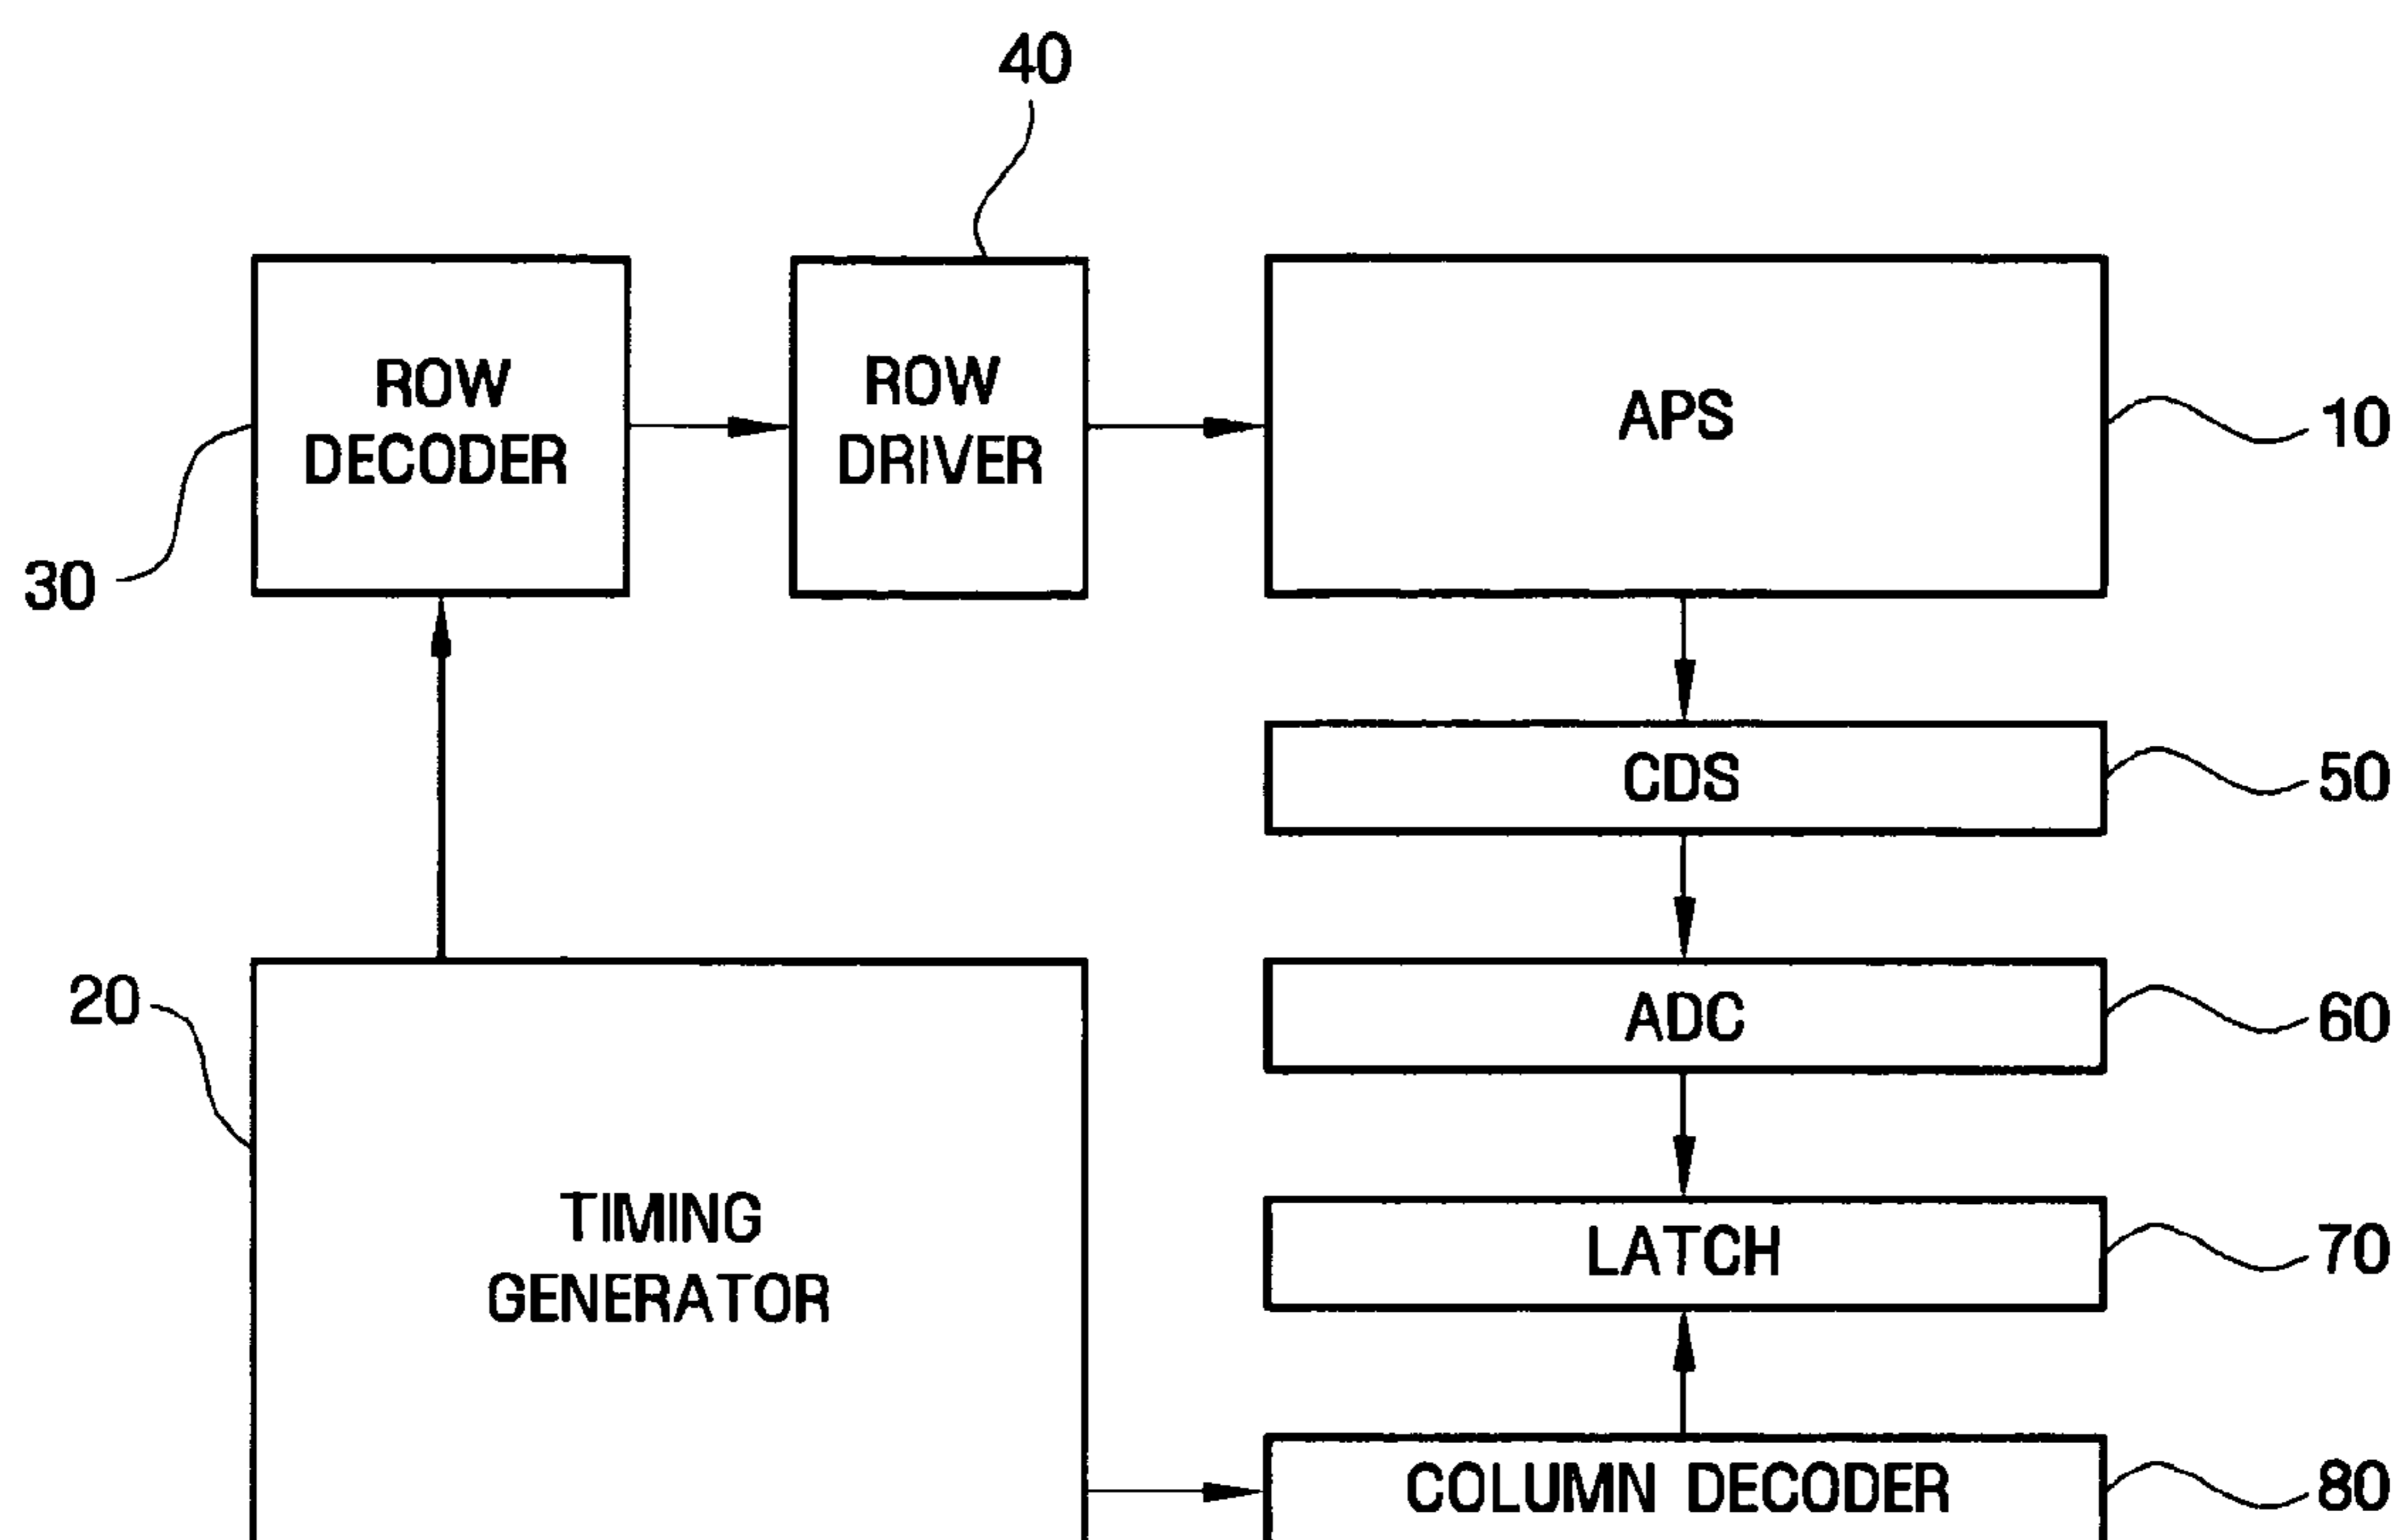 40
ROW
DECODER
ROW
DRIVER
APS
10
30
CDS
50
20
ADC
60
TIMING
GENERATOR
LATCH
70
COLUMN DECODER
80